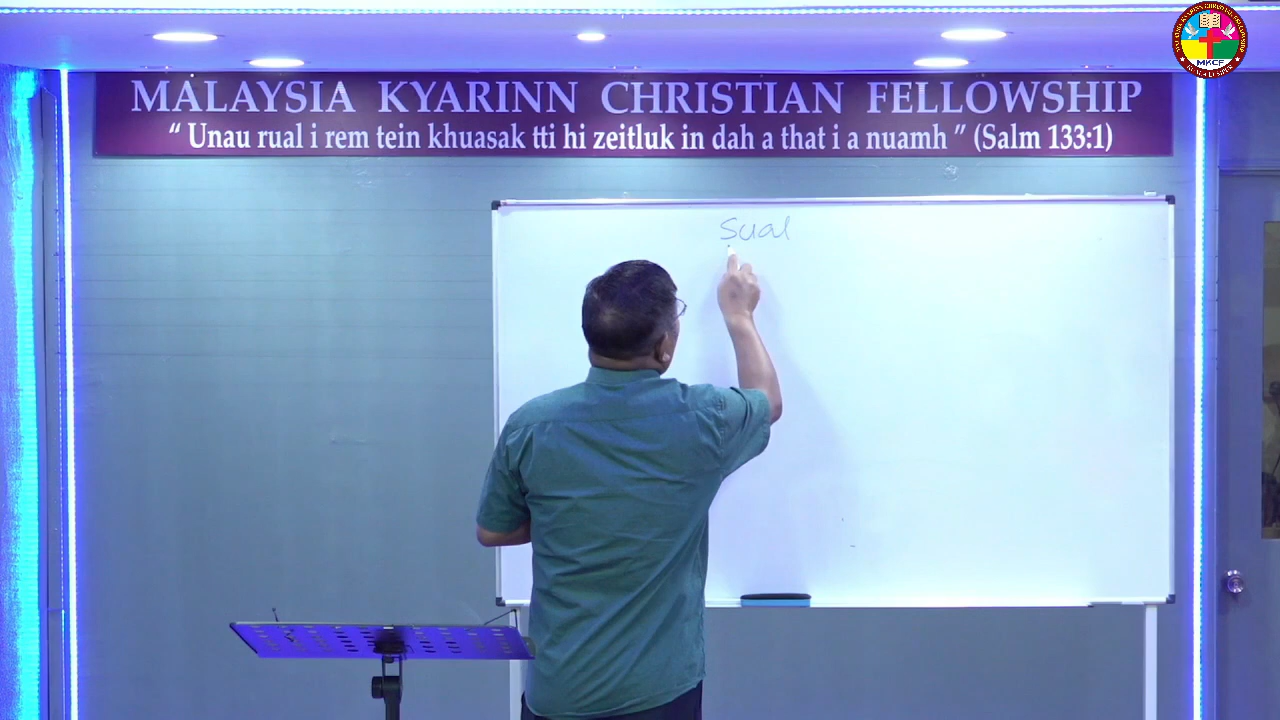 MALAYSIA KYARINN CHRISTIAN FELLOWSHIP
“ Unau rual i rem tein khuasak tti hi zeitluk in dah a that i a nuamh ” (Salm 133:1)
Sual
MKCF